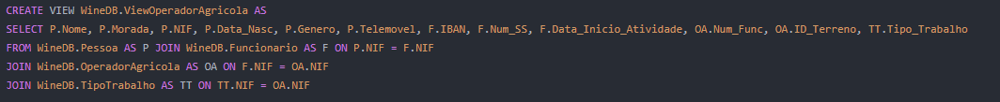 CREATE VIEW WineDB.ViewOperadorAgricola AS
SELECT P.Nome, P.Morada, P.NIF, P.Data_Nasc, P.Genero, P.Telemovel, F.IBAN, F.Num_SS, F.Data_Inicio_Atividade, OA.Num_Func, OA.ID_Terreno, TT.Tipo_Trabalho
FROM WineDB.Pessoa AS P JOIN WineDB.Funcionario AS F ON P.NIF = F.NIF
JOIN WineDB.OperadorAgricola AS OA ON F.NIF = OA.NIF
JOIN WineDB.TipoTrabalho AS TT ON TT.NIF = OA.NIF